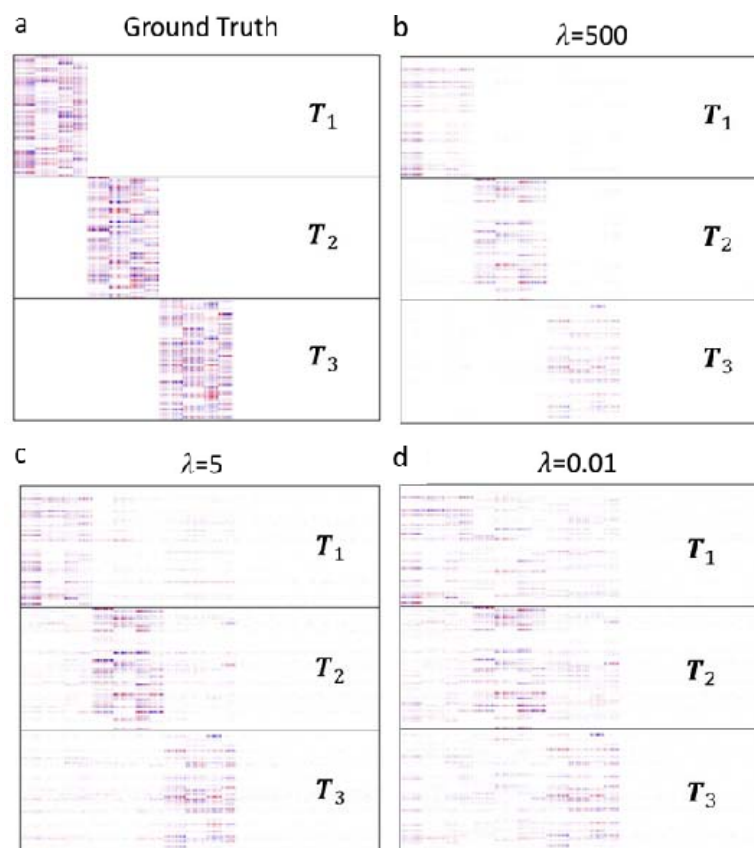 a Ground Truth
T1
T2
T3
b λ=500
T1
T2
T3
c λ=5
T1
T2
T3
d λ=0.01
T1
T2
T3